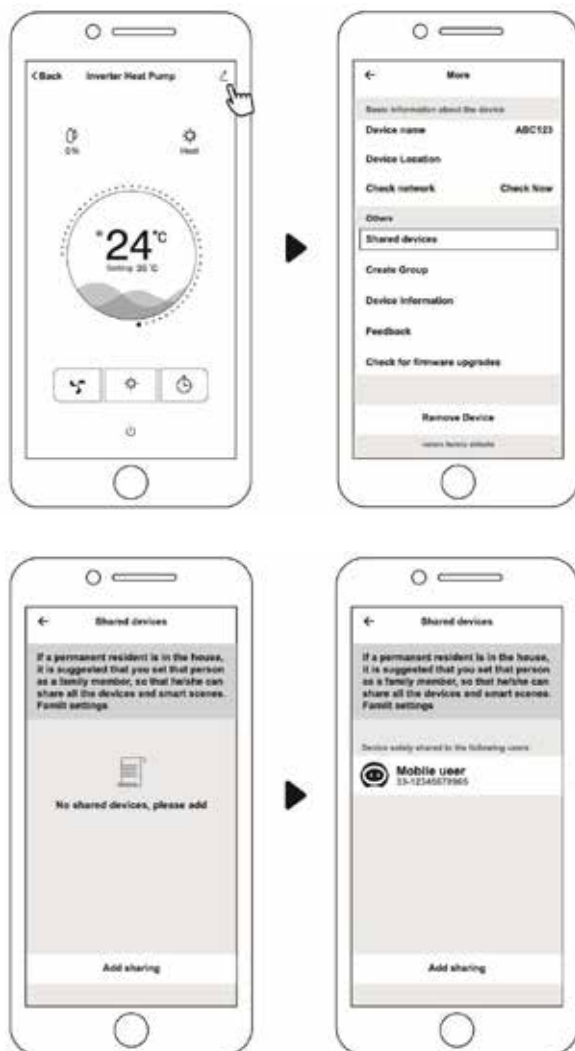 < Back Inverter Heat Pump
0%
Heat
*24°C
Setting 35 °C
← More
Basic information about the device
Device name ABC123
Device Location
Check network Check Now
Others
Shared devices
Create Group
Device Information
Feedback
Check for firmware upgrades
Remove Device
← Shared devices
If a permanent resident is in the house,
it is suggested that you set that person
as a family member, so that he/she can
share all the devices and smart scenes.
Familt settings
No shared devices, please add
Add sharing
← Shared devices
If a permanent resident is in the house,
it is suggested that you set that person
as a family member, so that he/she can
share all the devices and smart scenes.
Familt settings
Device solely shared to the following users
Mobile user
33-12345678965
Add sharing